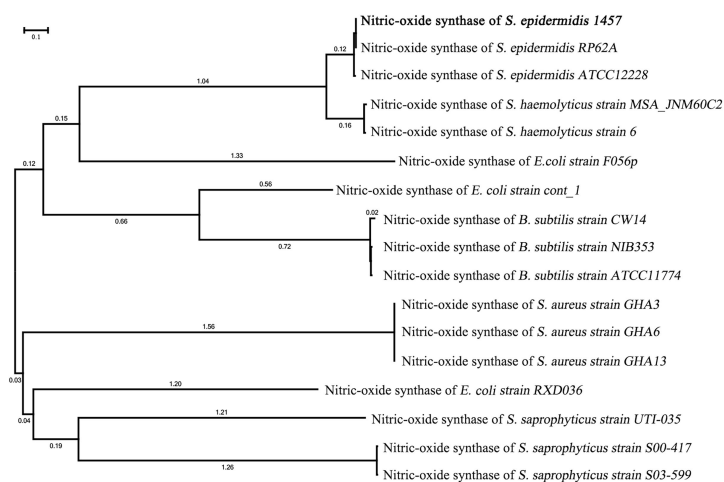 Nitric-oxide synthase of S. epidermidis 1457
0.1
0.12
Nitric-oxide synthase of S. epidermidis RP62A
Nitric-oxide synthase of S. epidermidis ATCC12228
1.04
Nitric-oxide synthase of S. haemolyticus strain MSA_JNM60C2
0.15
0.16
Nitric-oxide synthase of S. haemolyticus strain 6
0.12
1.33
Nitric-oxide synthase of E.coli strain F056p
0.56
Nitric-oxide synthase of E. coli strain cont_1
0.66
0.02
Nitric-oxide synthase of B. subtilis strain CW14
0.72
Nitric-oxide synthase of B. subtilis strain NIB353
Nitric-oxide synthase of B. subtilis strain ATCC11774
Nitric-oxide synthase of S. aureus strain GHA3
1.56
Nitric-oxide synthase of S. aureus strain GHA6
Nitric-oxide synthase of S. aureus strain GHA13
0.03
1.20
Nitric-oxide synthase of E. coli strain RXD036
0.04
1.21
Nitric-oxide synthase of S. saprophyticus strain UTI-035
0.19
Nitric-oxide synthase of S. saprophyticus strain S00-417
1.26
Nitric-oxide synthase of S. saprophyticus strain S03-599